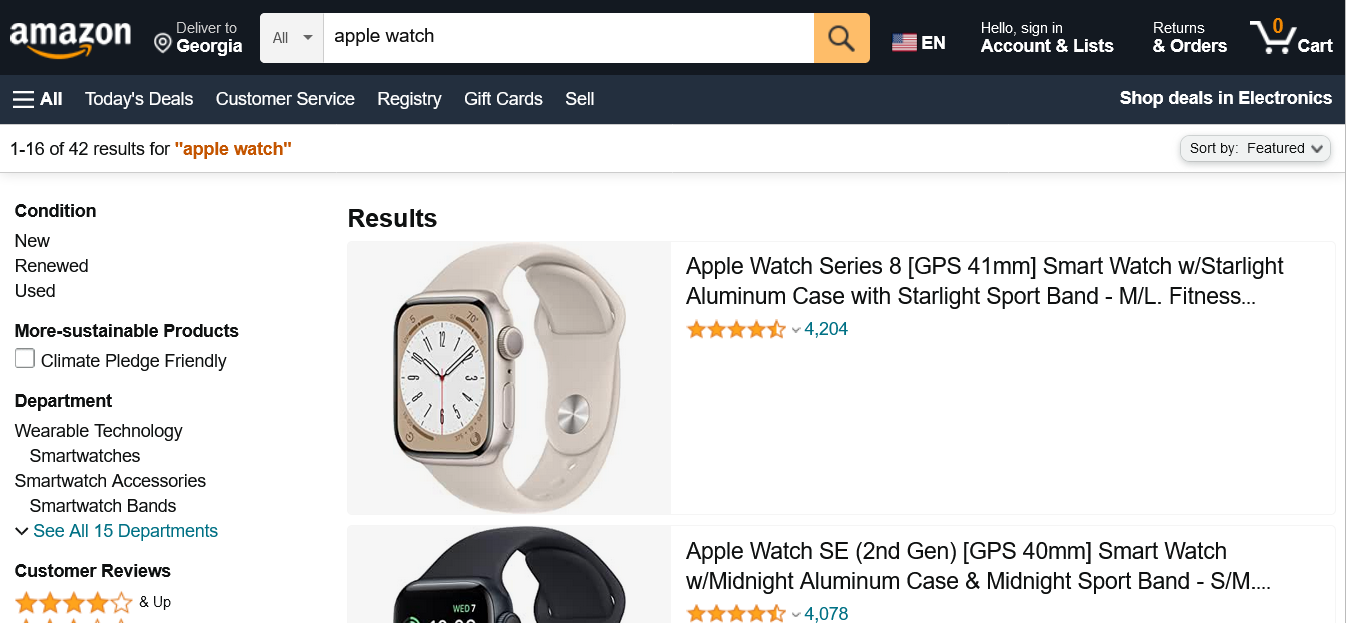 amazon
Deliver to
Georgia
All
apple watch
EN
Hello, sign in
Account & Lists
Returns
& Orders
0
Cart
All
Today's Deals
Customer Service
Registry
Gift Cards
Sell
Shop deals in Electronics
1-16 of 42 results for "apple watch"
Sort by: Featured
Condition
New
Renewed
Used
More-sustainable Products
Climate Pledge Friendly
Department
Wearable Technology
Smartwatches
Smartwatch Accessories
Smartwatch Bands
See All 15 Departments
Customer Reviews
& Up
Results
Apple Watch Series 8 [GPS 41mm] Smart Watch w/Starlight
Aluminum Case with Starlight Sport Band - M/L. Fitness...
4,204
Apple Watch SE (2nd Gen) [GPS 40mm] Smart Watch
w/Midnight Aluminum Case & Midnight Sport Band - S/M....
4,078
WED 7